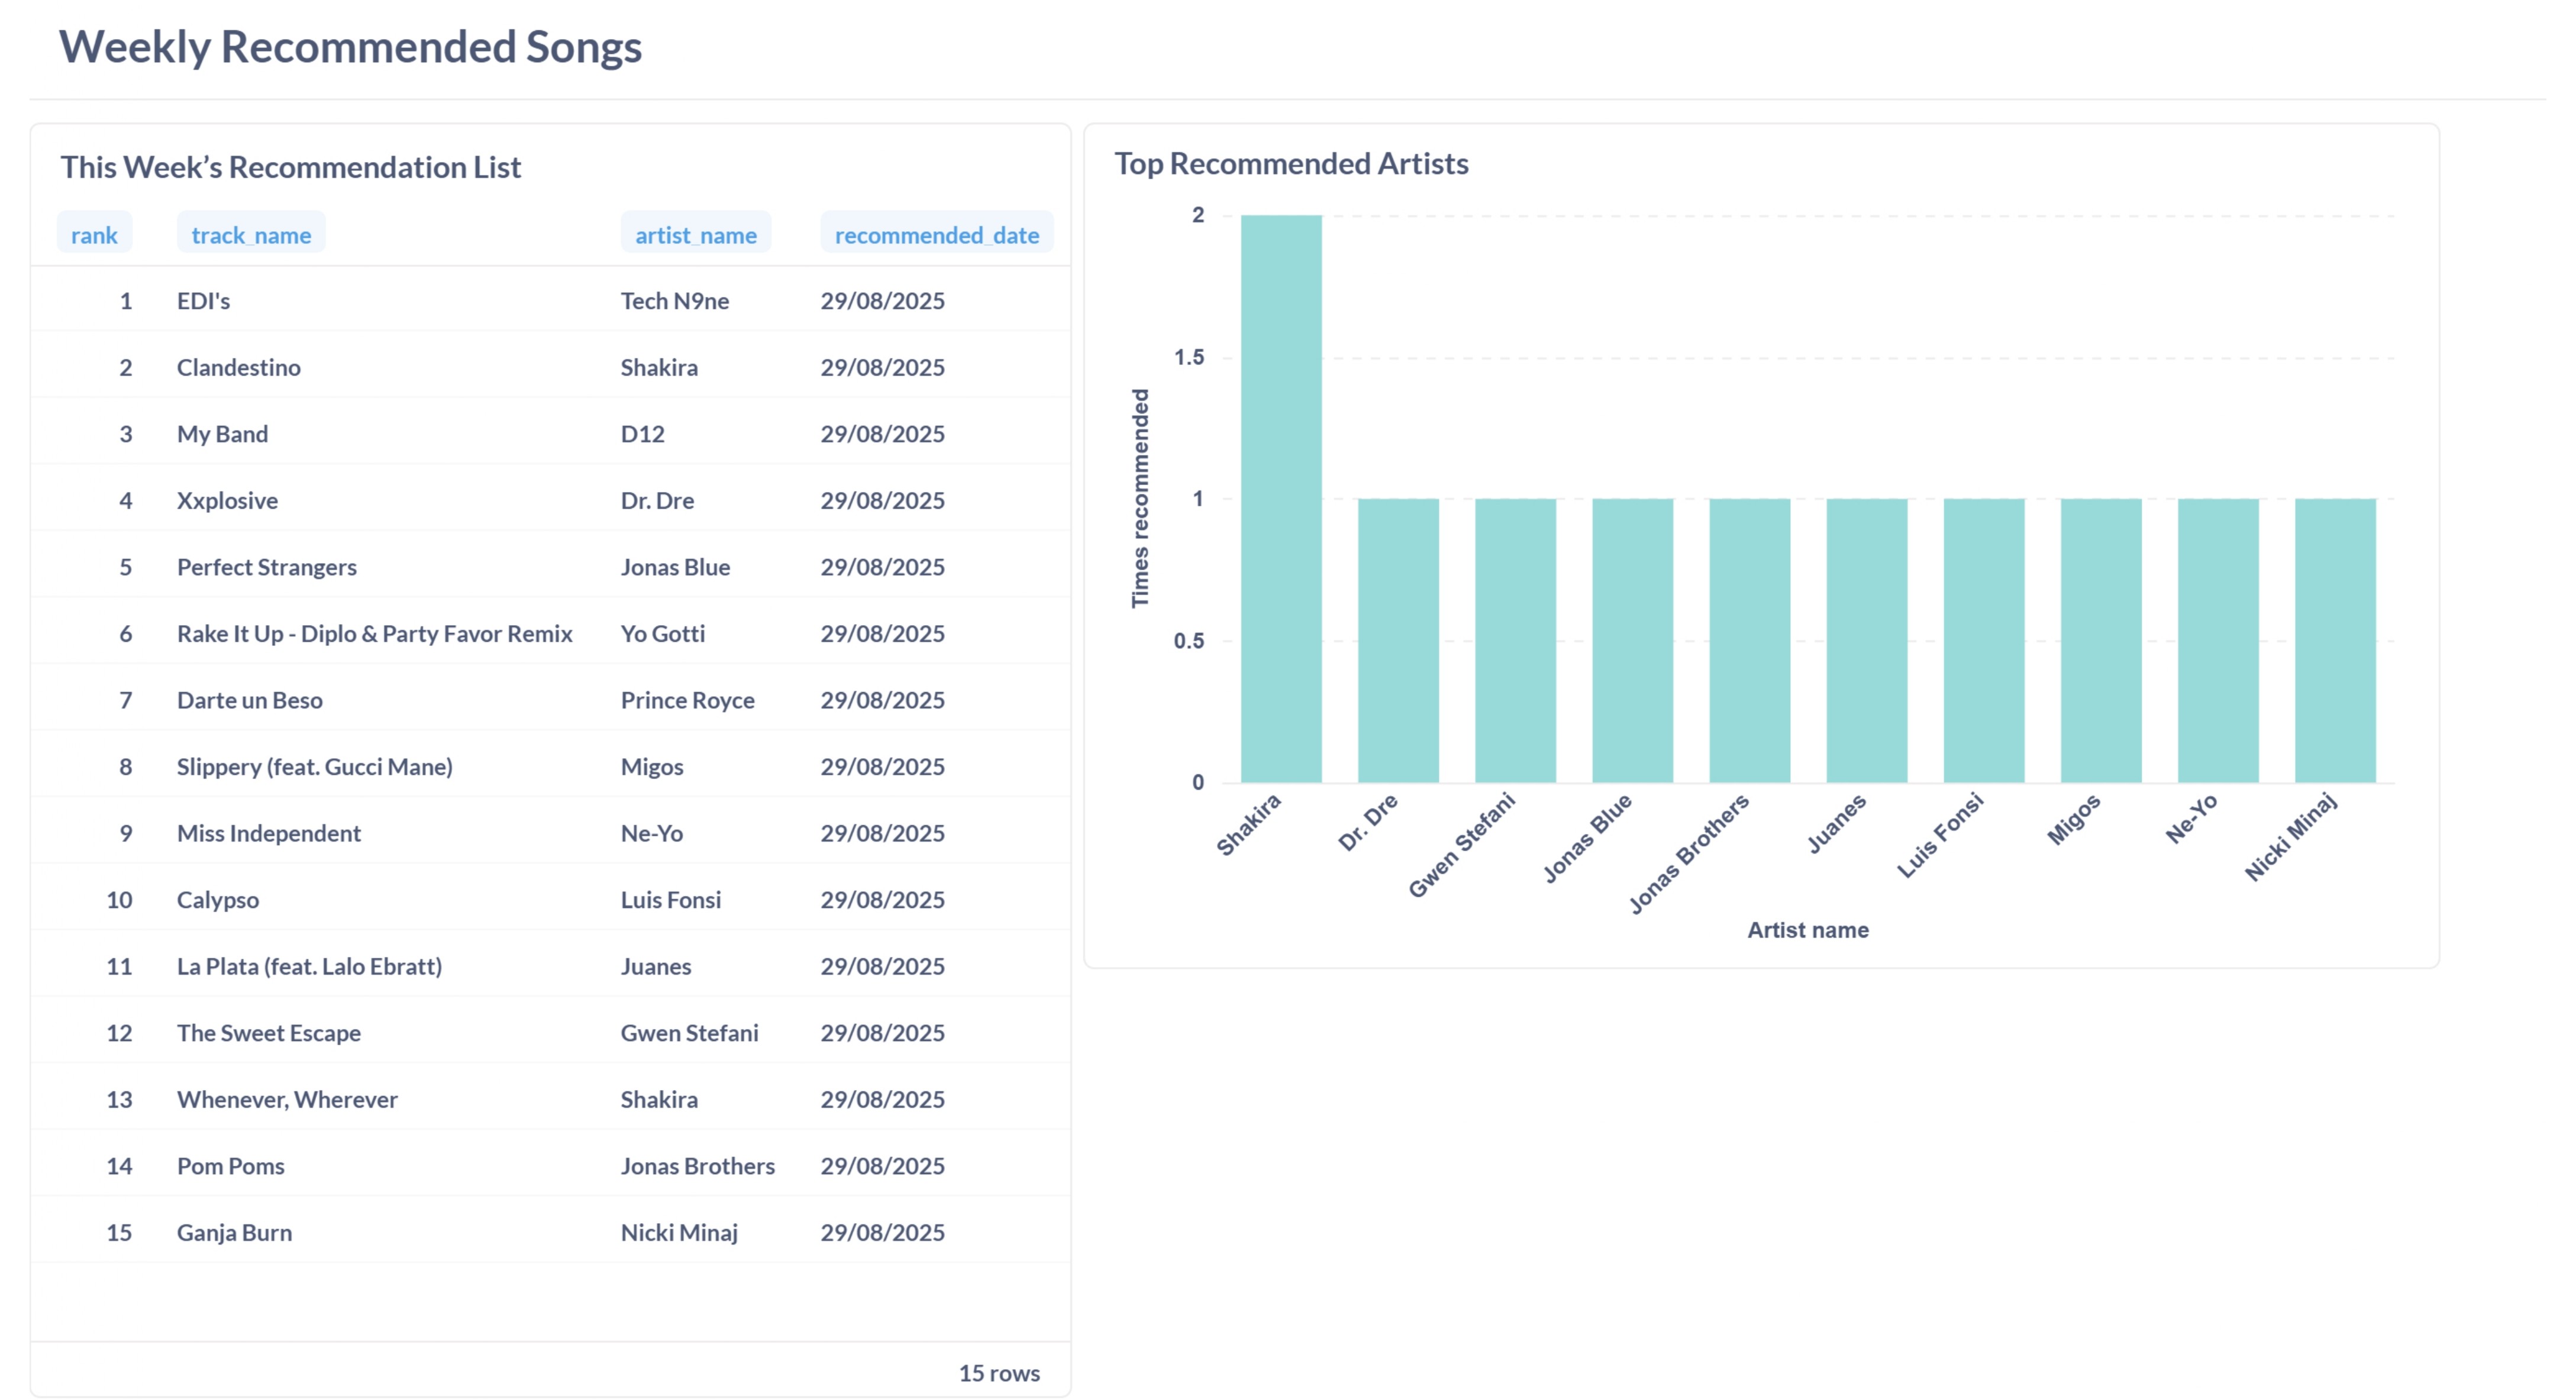 Weekly Recommended Songs
This Week’s Recommendation List
rank track_name artist_name recommended_date
1 EDI's Tech N9ne 29/08/2025
2 Clandestino Shakira 29/08/2025
3 My Band D12 29/08/2025
4 Xxplosive Dr. Dre 29/08/2025
5 Perfect Strangers Jonas Blue 29/08/2025
6 Rake It Up - Diplo & Party Favor Remix Yo Gotti 29/08/2025
7 Darte un Beso Prince Royce 29/08/2025
8 Slippery (feat. Gucci Mane) Migos 29/08/2025
9 Miss Independent Ne-Yo 29/08/2025
10 Calypso Luis Fonsi 29/08/2025
11 La Plata (feat. Lalo Ebratt) Juanes 29/08/2025
12 The Sweet Escape Gwen Stefani 29/08/2025
13 Whenever, Wherever Shakira 29/08/2025
14 Pom Poms Jonas Brothers 29/08/2025
15 Ganja Burn Nicki Minaj 29/08/2025
15 rows
Top Recommended Artists
Times recommended
2
1.5
1
0.5
0
Shakira
Dr. Dre
Gwen Stefani
Jonas Blue
Jonas Brothers
Juanes
Luis Fonsi
Migos
Ne-Yo
Nicki Minaj
Artist name